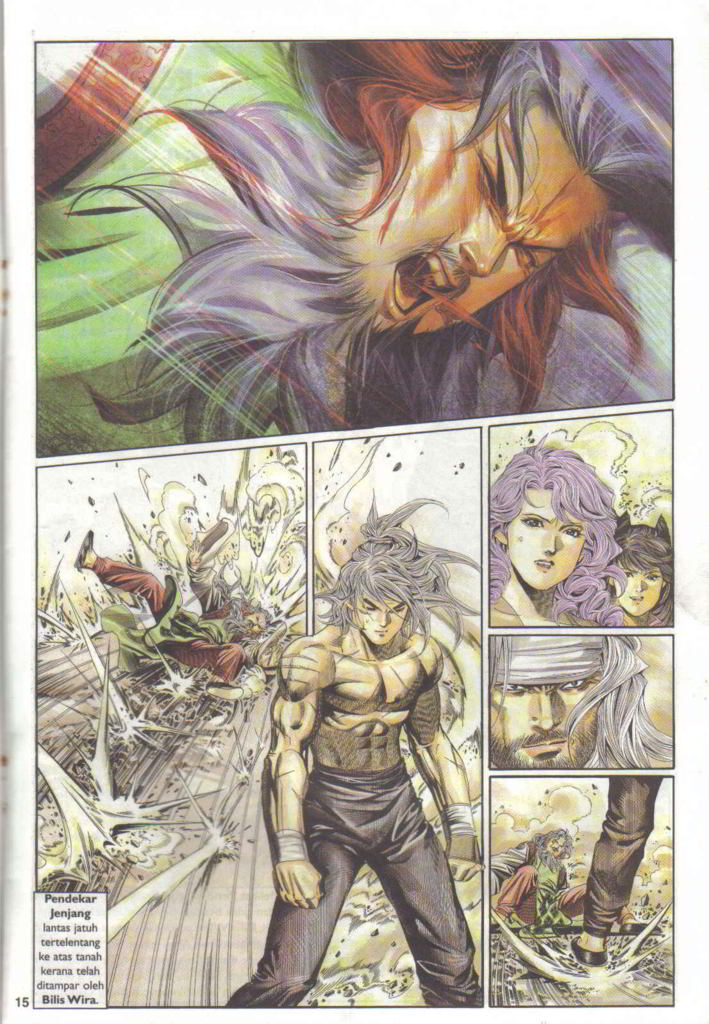 Pendekar
Jenjang
lantas jatuh
tertelentang
ke atas tanah
kerana telah
ditampar oleh
Bilis Wira.
15